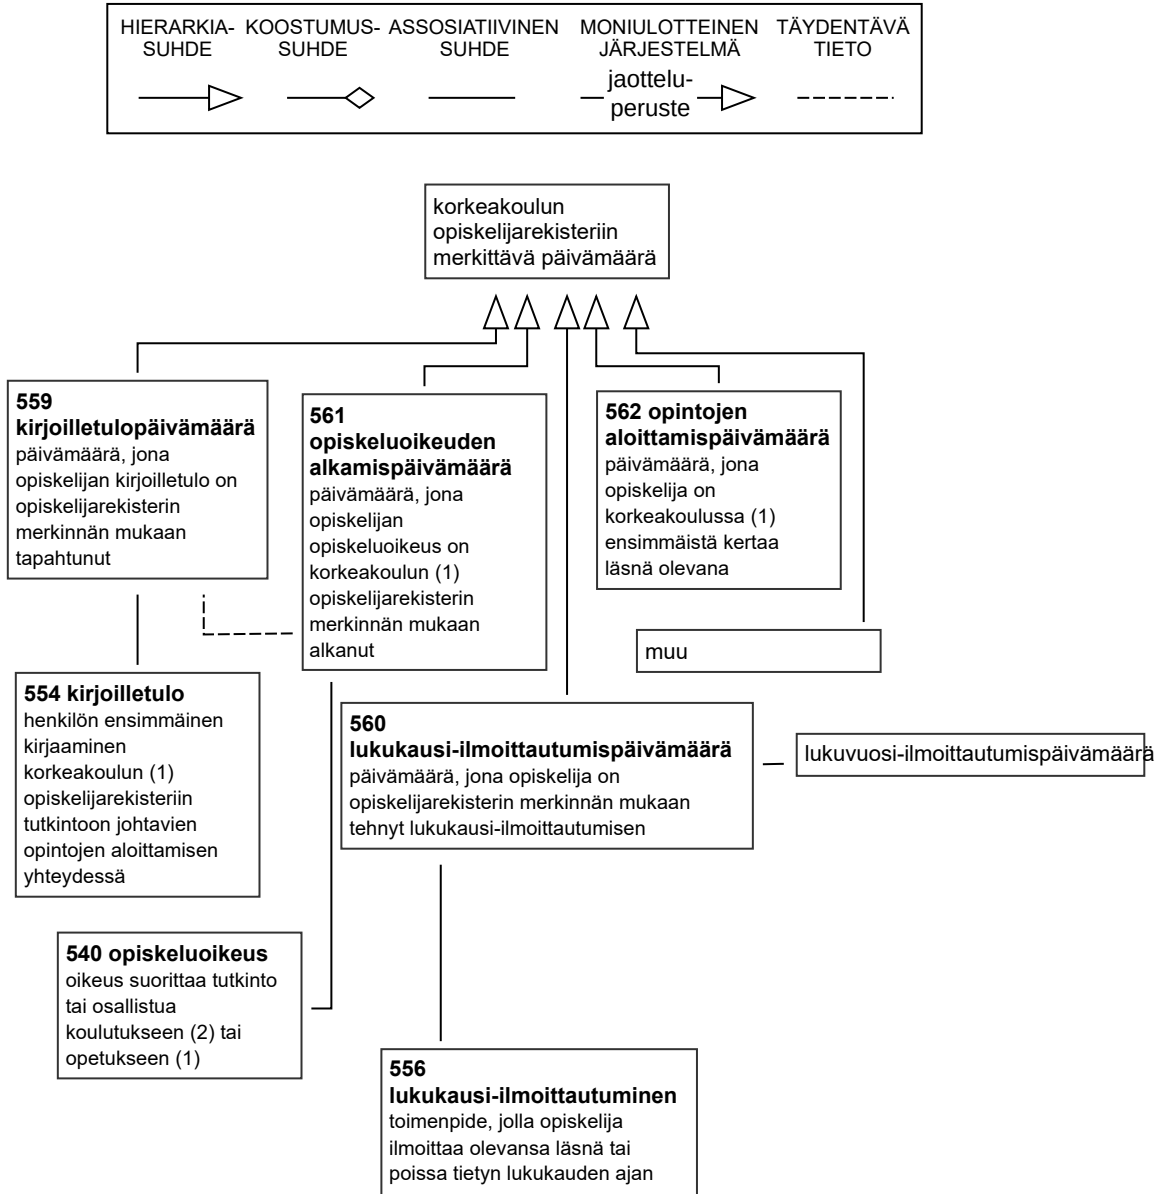 HIERARKIA-
SUHDE
KOOSTUMUS-
SUHDE
ASSOSIATIIVINEN
SUHDE
MONIULOTTEINEN
JÄRJESTELMÄ
TÄYDENTÄVÄ
TIETO
jaottelu-
peruste
korkeakoulun
opiskelijarekisteriin
merkittävä päivämäärä
559
kirjoilletulopäivämäärä
päivämäärä, jona
opiskelijan kirjoilletulo on
opiskelijarekisterin
merkinnän mukaan
tapahtunut
561
opiskeluoikeuden
alkamispäivämäärä
päivämäärä, jona
opiskelijan
opiskeluoikeus on
korkeakoulun (1)
opiskelijarekisterin
merkinnän mukaan
alkanut
562 opintojen
aloittamispäivämäärä
päivämäärä, jona
opiskelija on
korkeakoulussa (1)
ensimmäistä kertaa
läsnä olevana
muu
554 kirjoilletulo
henkilön ensimmäinen
kirjaaminen
korkeakoulun (1)
opiskelijarekisteriin
tutkintoon johtavien
opintojen aloittamisen
yhteydessä
560
lukukausi-ilmoittautumispäivämäärä
päivämäärä, jona opiskelija on
opiskelijarekisterin merkinnän mukaan
tehnyt lukukausi-ilmoittautumisen
lukuvuosi-ilmoittautumispäivämäärä
540 opiskeluoikeus
oikeus suorittaa tutkinto
tai osallistua
koulutukseen (2) tai
opetukseen (1)
556
lukukausi-ilmoittautuminen
toimenpide, jolla opiskelija
ilmoittaa olevansa läsnä tai
poissa tietyn lukukauden ajan